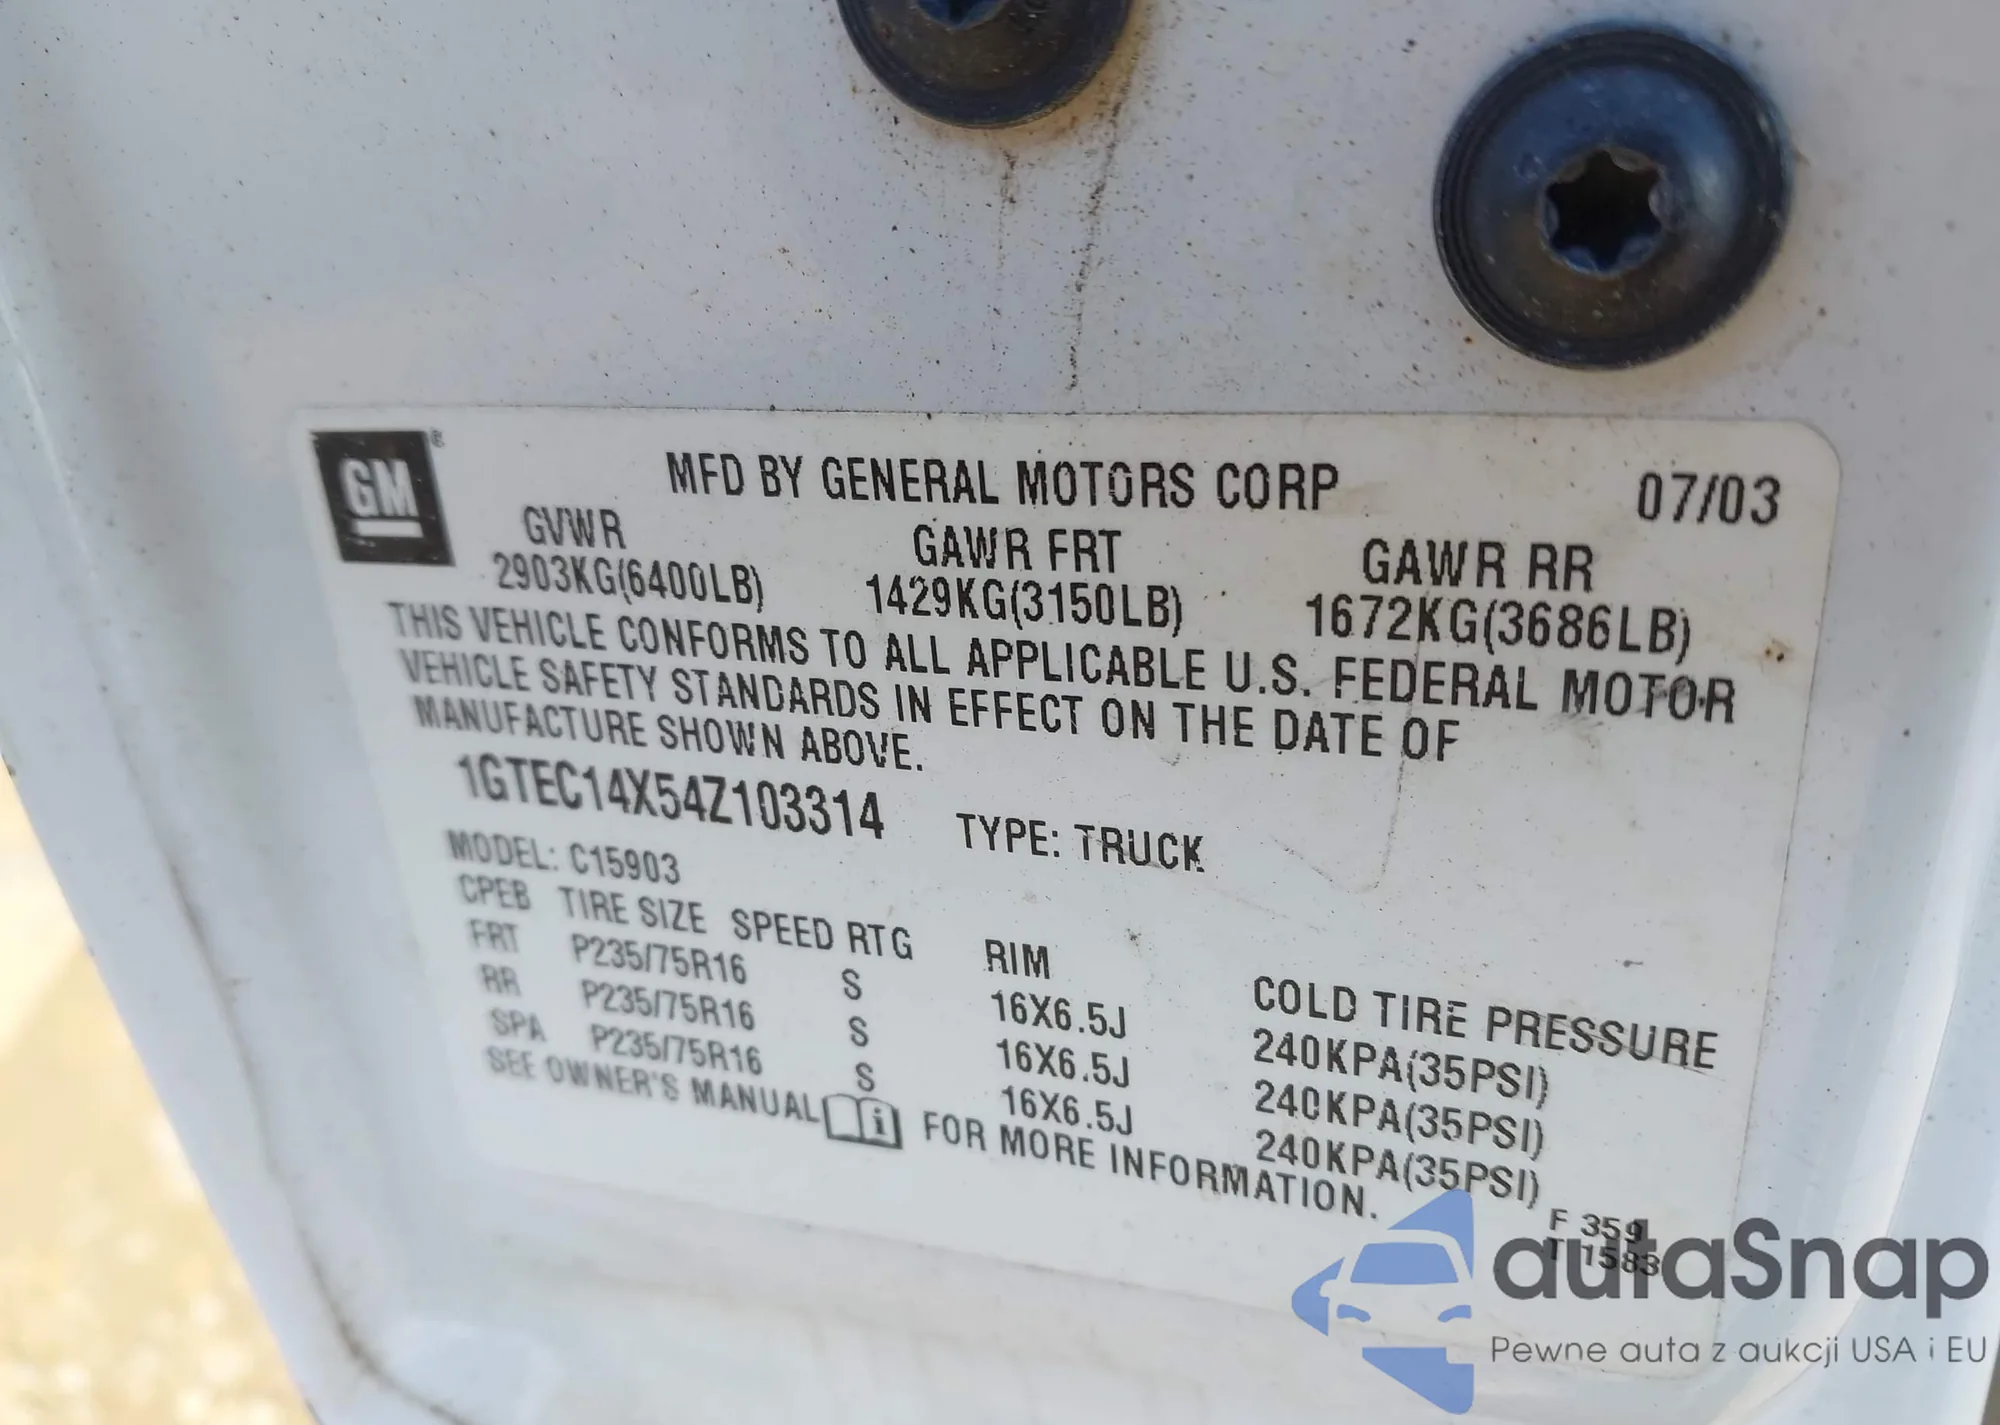 GM®
MFD BY GENERAL MOTORS CORP 07/03
GVWR GAWR FRT GAWR RR
2903KG(6400LB) 1429KG(3150LB) 1672KG(3686LB)
THIS VEHICLE CONFORMS TO ALL APPLICABLE U.S. FEDERAL MOTOR
VEHICLE SAFETY STANDARDS IN EFFECT ON THE DATE OF
MANUFACTURE SHOWN ABOVE.
1GTEC14X54Z103314 TYPE: TRUCK
MODEL: C15903
CPEB TIRE SIZE SPEED RTG RIM COLD TIRE PRESSURE
FRT P235/75R16 S 16X6.5J 240KPA(35PSI)
RR P235/75R16 S 16X6.5J 240KPA(35PSI)
SPA P235/75R16 S 16X6.5J 240KPA(35PSI)
SEE OWNER'S MANUAL i FOR MORE INFORMATION.
F 359
T 1583
autaSnap
Pewne auta z aukcji USA i EU